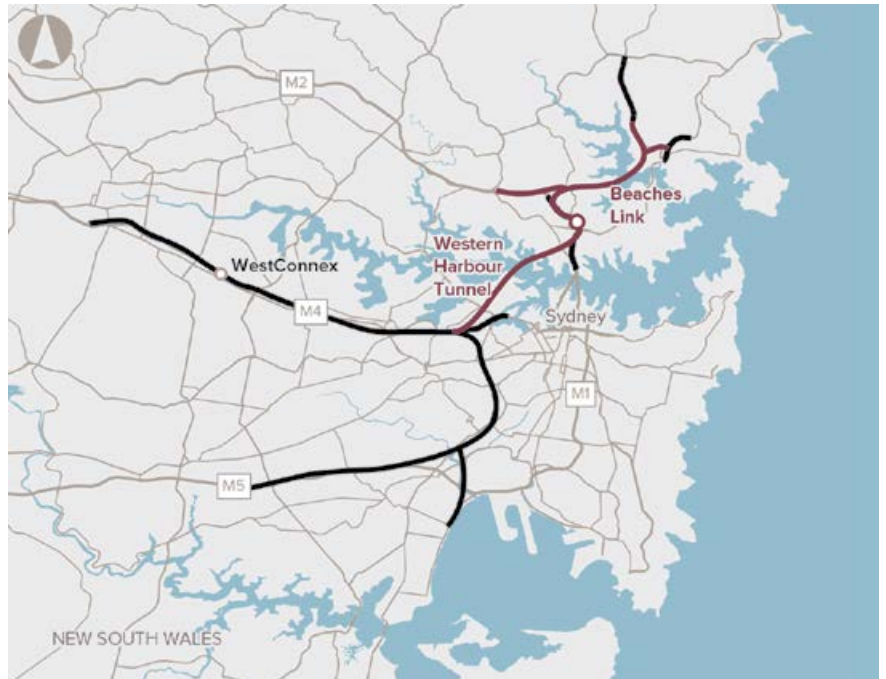 M2
Beaches
Link
Western
Harbour
Tunnel
WestConnex
M4
Sydney
M1
M5
NEW SOUTH WALES